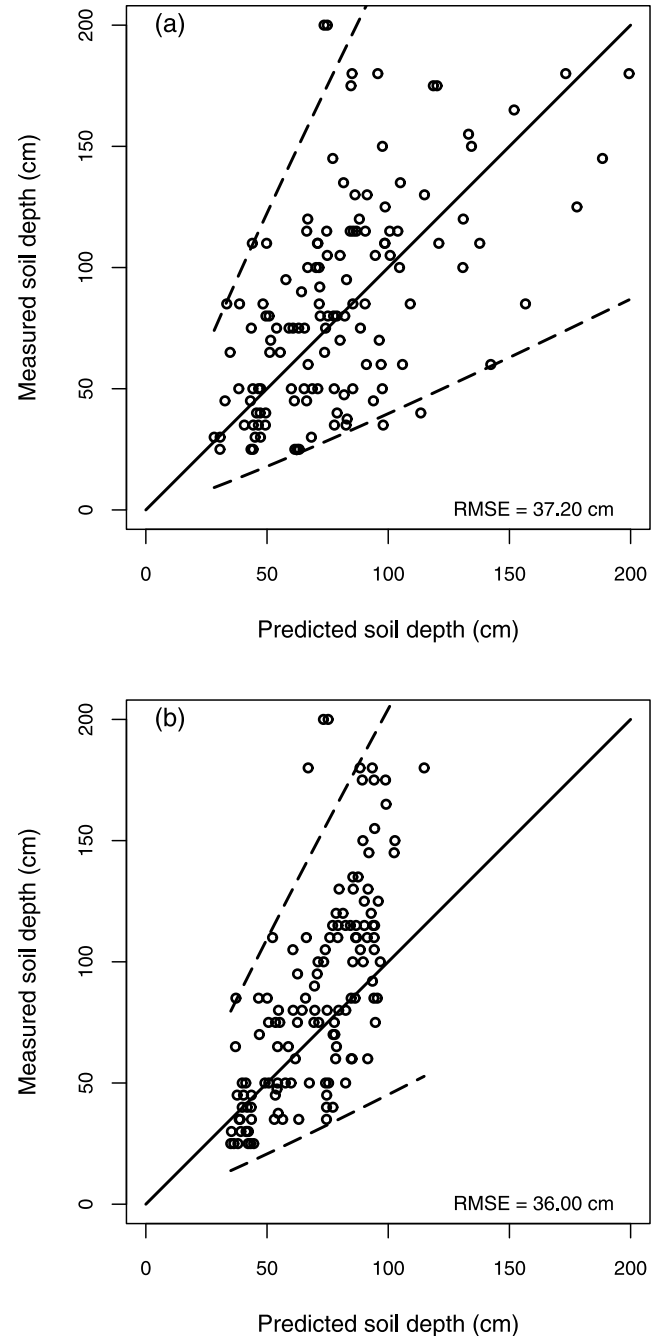 (a)
Measured soil depth (cm)
200
150
100
50
0
RMSE = 37.20 cm
0 50 100 150 200
Predicted soil depth (cm)
(b)
Measured soil depth (cm)
200
150
100
50
0
RMSE = 36.00 cm
0 50 100 150 200
Predicted soil depth (cm)